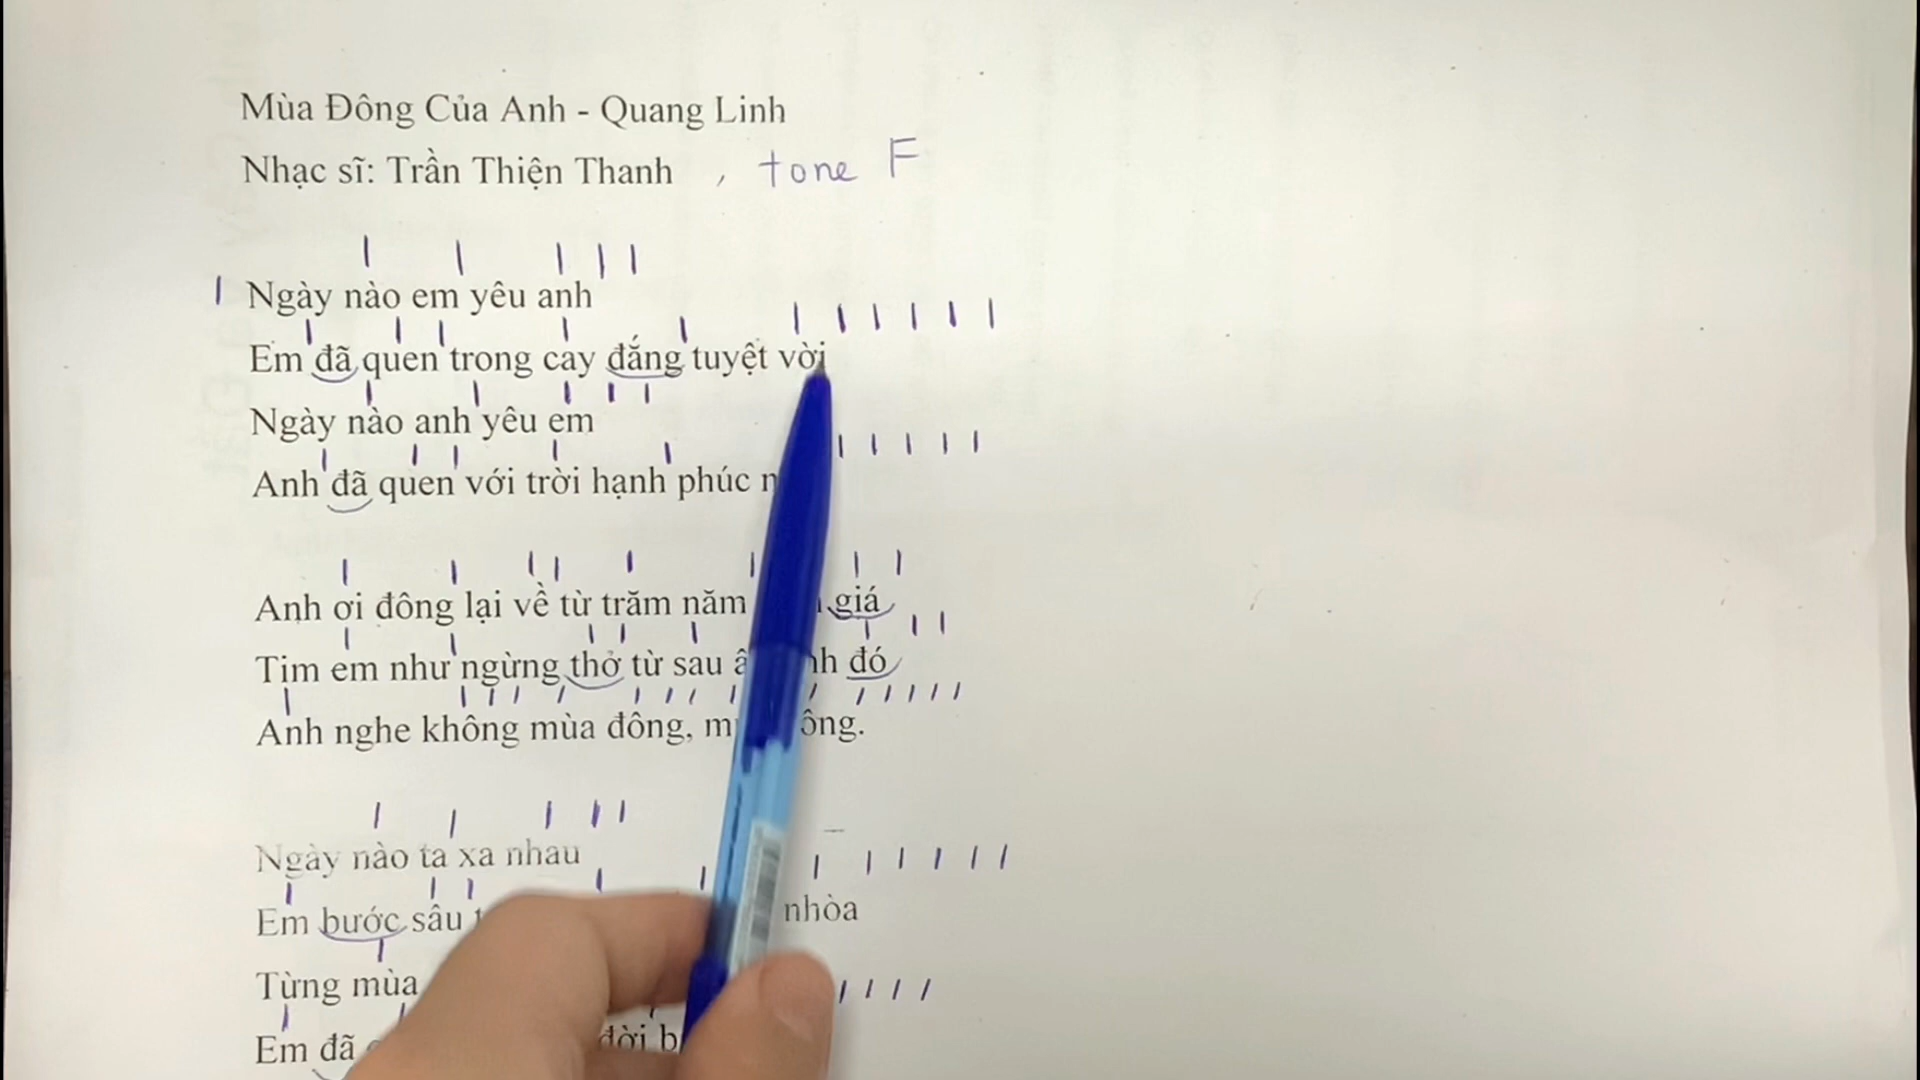 Mùa Đông Của Anh - Quang Linh
Nhạc sĩ: Trần Thiện Thanh , tone F
Ngày nào em yêu anh
Em đã quen trong cay đắng tuyệt vời
Ngày nào anh yêu em
Anh đã quen với trời hạnh phúc
Anh ơi đông lại về từ trăm năm giá
Tim em như ngừng thở từ sau đó
Anh nghe không mùa đông, ông.
Ngày nào ta xa nhau
Em bước sâu nhòa
Từng mùa
Em đã đời